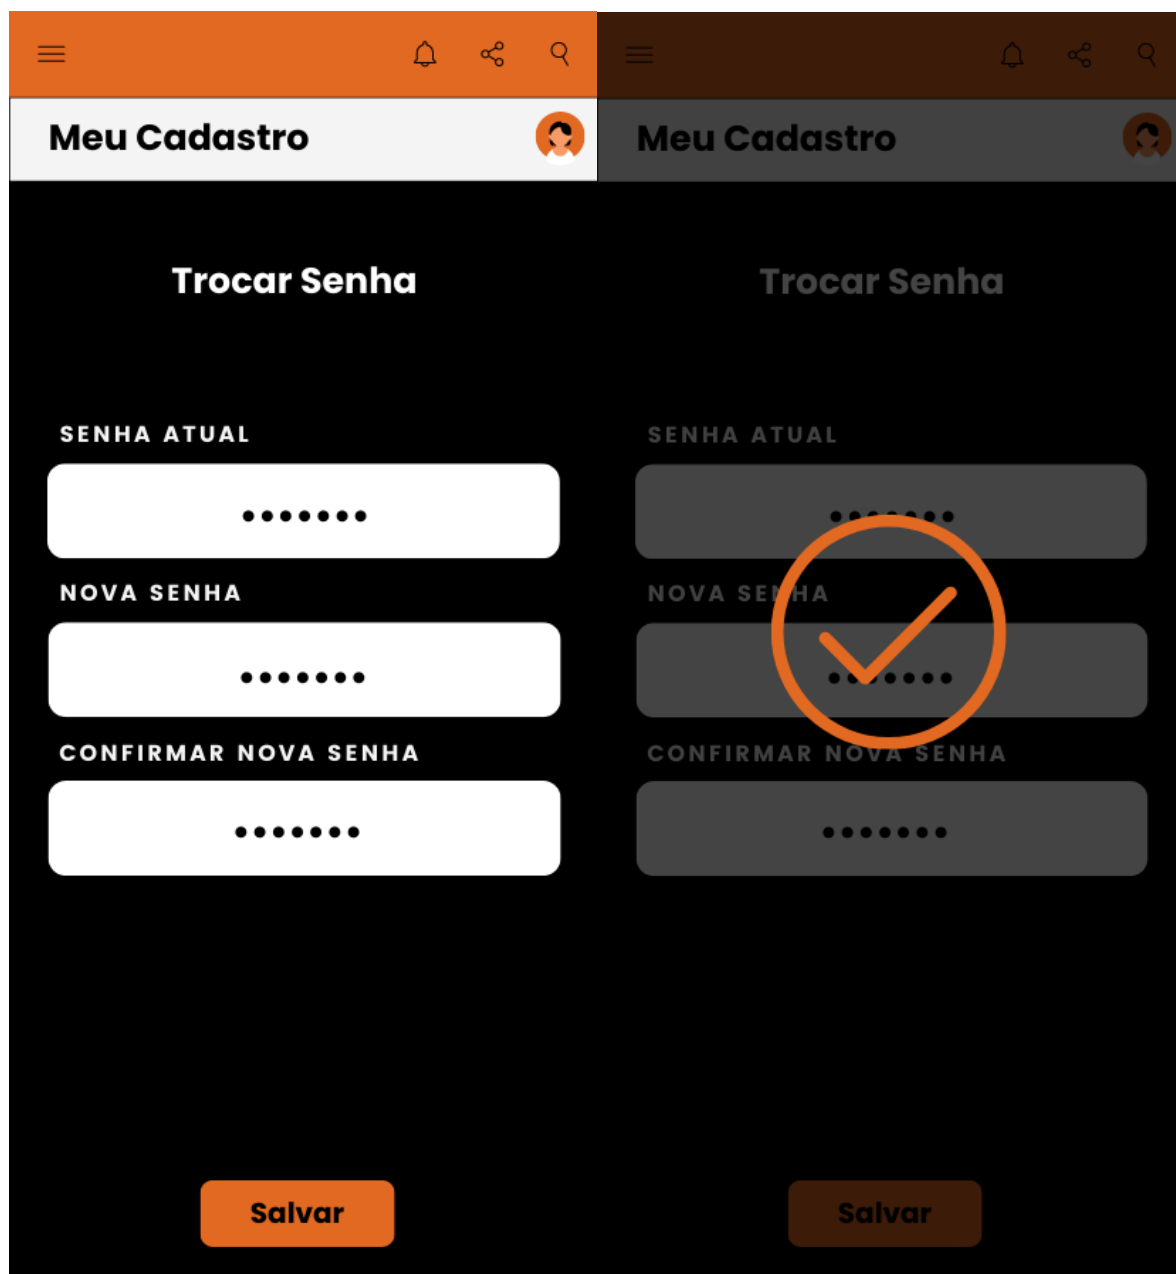 Meu Cadastro
Trocar Senha
SENHA ATUAL
•••••••
NOVA SENHA
•••••••
CONFIRMAR NOVA SENHA
•••••••
Salvar
Meu Cadastro
Trocar Senha
SENHA ATUAL
•••••••
NOVA SENHA
•••••••
CONFIRMAR NOVA SENHA
•••••••
Salvar